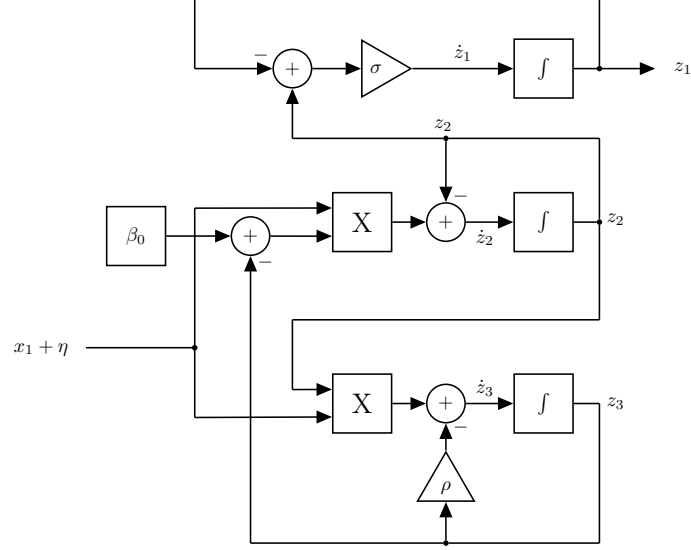 − + σ ż₁ ∫ z₁
z₂
β₀ + − X − + ż₂ ∫ z₂
x₁ + η
X + − ż₃ ∫ z₃
ρ